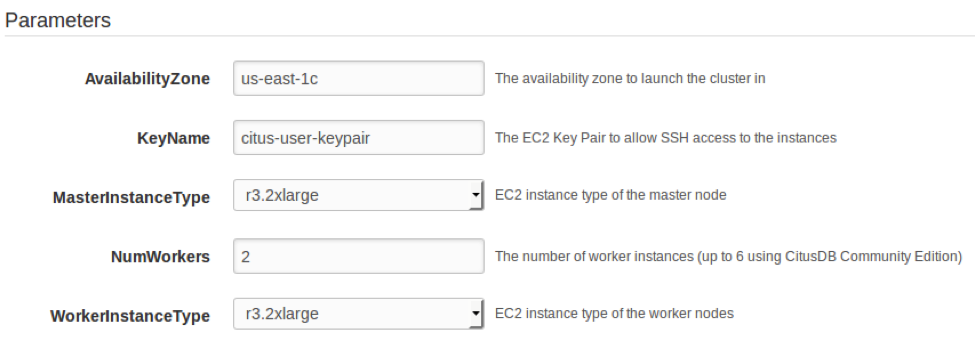 Parameters
AvailabilityZone us-east-1c The availability zone to launch the cluster in
KeyName citus-user-keypair The EC2 Key Pair to allow SSH access to the instances
MasterInstanceType r3.2xlarge EC2 instance type of the master node
NumWorkers 2 The number of worker instances (up to 6 using CitusDB Community Edition)
WorkerInstanceType r3.2xlarge EC2 instance type of the worker nodes